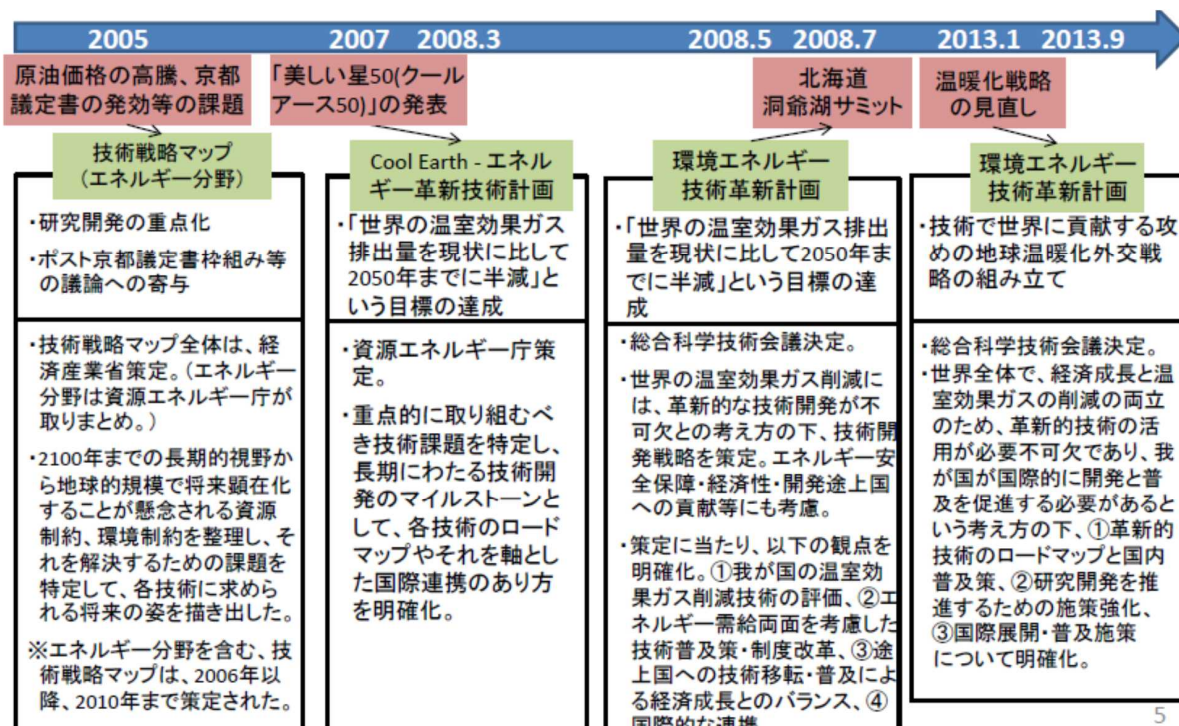 2005
2007 2008.3
2008.5 2008.7
2013.1 2013.9
原油価格の高騰、京都
議定書の発効等の課題
「美しい星50(クール
アース50)」の発表
北海道
洞爺湖サミット
温暖化戦略
の見直し
技術戦略マップ
(エネルギー分野)
・研究開発の重点化
・ポスト京都議定書枠組み等
の議論への寄与
・技術戦略マップ全体は、経
済産業省策定。(エネルギー
分野は資源エネルギー庁が
取りまとめ。)
・2100年までの長期的視野か
ら地球的規模で将来顕在化
することが懸念される資源
制約、環境制約を整理し、そ
れを解決するための課題を
特定して、各技術に求めら
れる将来の姿を描き出した。
※エネルギー分野を含む、技
術戦略マップは、2006年以
降、2010年まで策定された。
Cool Earth - エネル
ギー革新技術計画
・「世界の温室効果ガス
排出量を現状に比して
2050年までに半減」と
いう目標の達成
・資源エネルギー庁策
定。
・重点的に取り組むべ
き技術課題を特定し、
長期にわたる技術開
発のマイルストーンと
して、各技術のロード
マップやそれを軸とし
た国際連携のあり方
を明確化。
環境エネルギー
技術革新計画
・「世界の温室効果ガス排出
量を現状に比して2050年ま
でに半減」という目標の達
成
・総合科学技術会議決定。
・世界の温室効果ガス削減に
は、革新的な技術開発が不
可欠との考え方の下、技術開
発戦略を策定。エネルギー安
全保障・経済性・開発途上国
への貢献等にも考慮。
・策定に当たり、以下の観点を
明確化。①我が国の温室効
果ガス削減技術の評価、②エ
ネルギー需給両面を考慮した
技術普及策・制度改革、③途
上国への技術移転・普及によ
る経済成長とのバランス、④
国際的な連携
環境エネルギー
技術革新計画
・技術で世界に貢献する攻
めの地球温暖化外交戦
略の組み立て
・総合科学技術会議決定。
・世界全体で、経済成長と温
室効果ガスの削減の両立
のため、革新的技術の活
用が必要不可欠であり、我
が国が国際的に開発と普
及を促進する必要があると
いう考え方の下、①革新的
技術のロードマップと国内
普及策、②研究開発を推
進するための施策強化、
③国際展開・普及施策
について明確化。
5